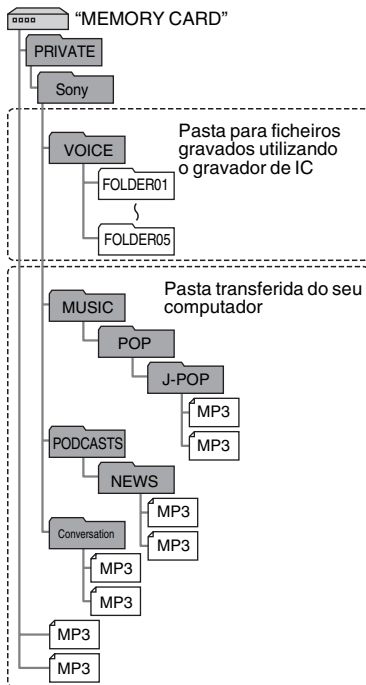 “MEMORY CARD”
PRIVATE
Sony
VOICE
Pasta para ficheiros
gravados utilizando
o gravador de IC
FOLDER01
FOLDER05
Pasta transferida do seu
computador
MUSIC
POP
J-POP
MP3
MP3
PODCASTS
NEWS
MP3
MP3
Conversation
MP3
MP3
MP3
MP3